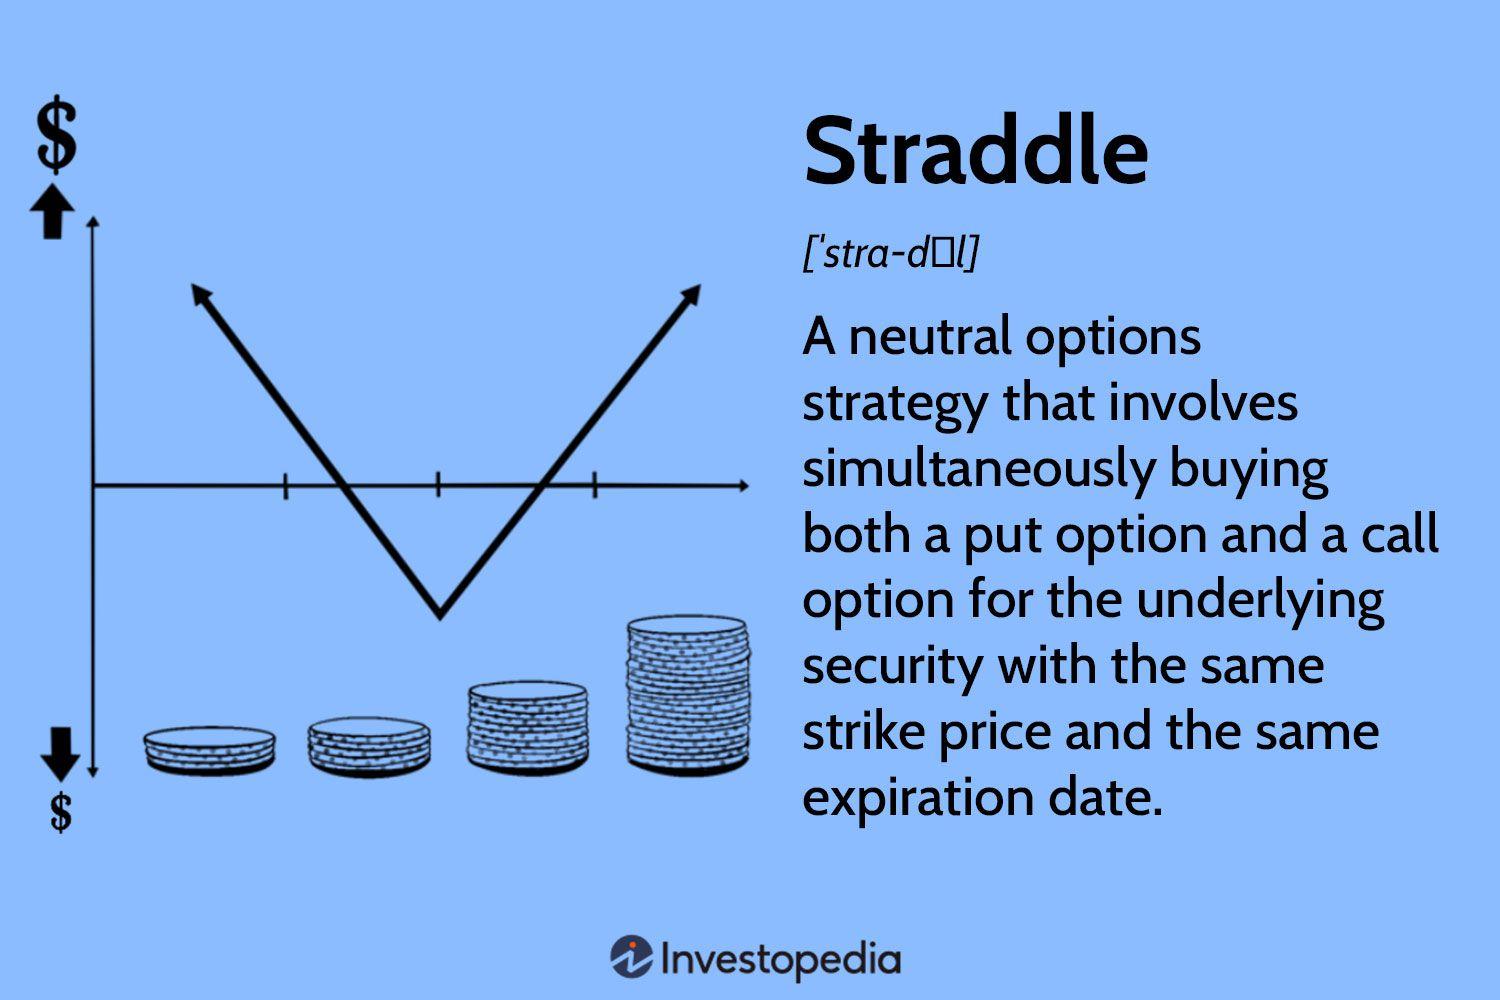 $
Straddle
['stra-d□l]
A neutral options
strategy that involves
simultaneously buying
both a put option and a call
option for the underlying
security with the same
strike price and the same
expiration date.
$
Investopedia